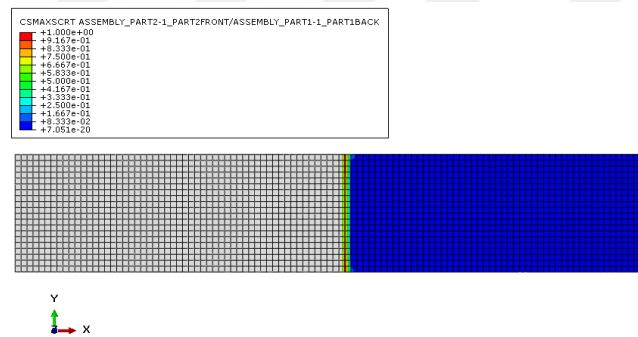 CSMAXSCRT ASSEMBLY_PART2-1_PART2FRONT/ASSEMBLY_PART1-1_PART1BACK
+1.000e+00
+9.167e-01
+8.333e-01
+7.500e-01
+6.667e-01
+5.833e-01
+5.000e-01
+4.167e-01
+3.333e-01
+2.500e-01
+1.667e-01
+8.333e-02
+7.051e-20
Y
X